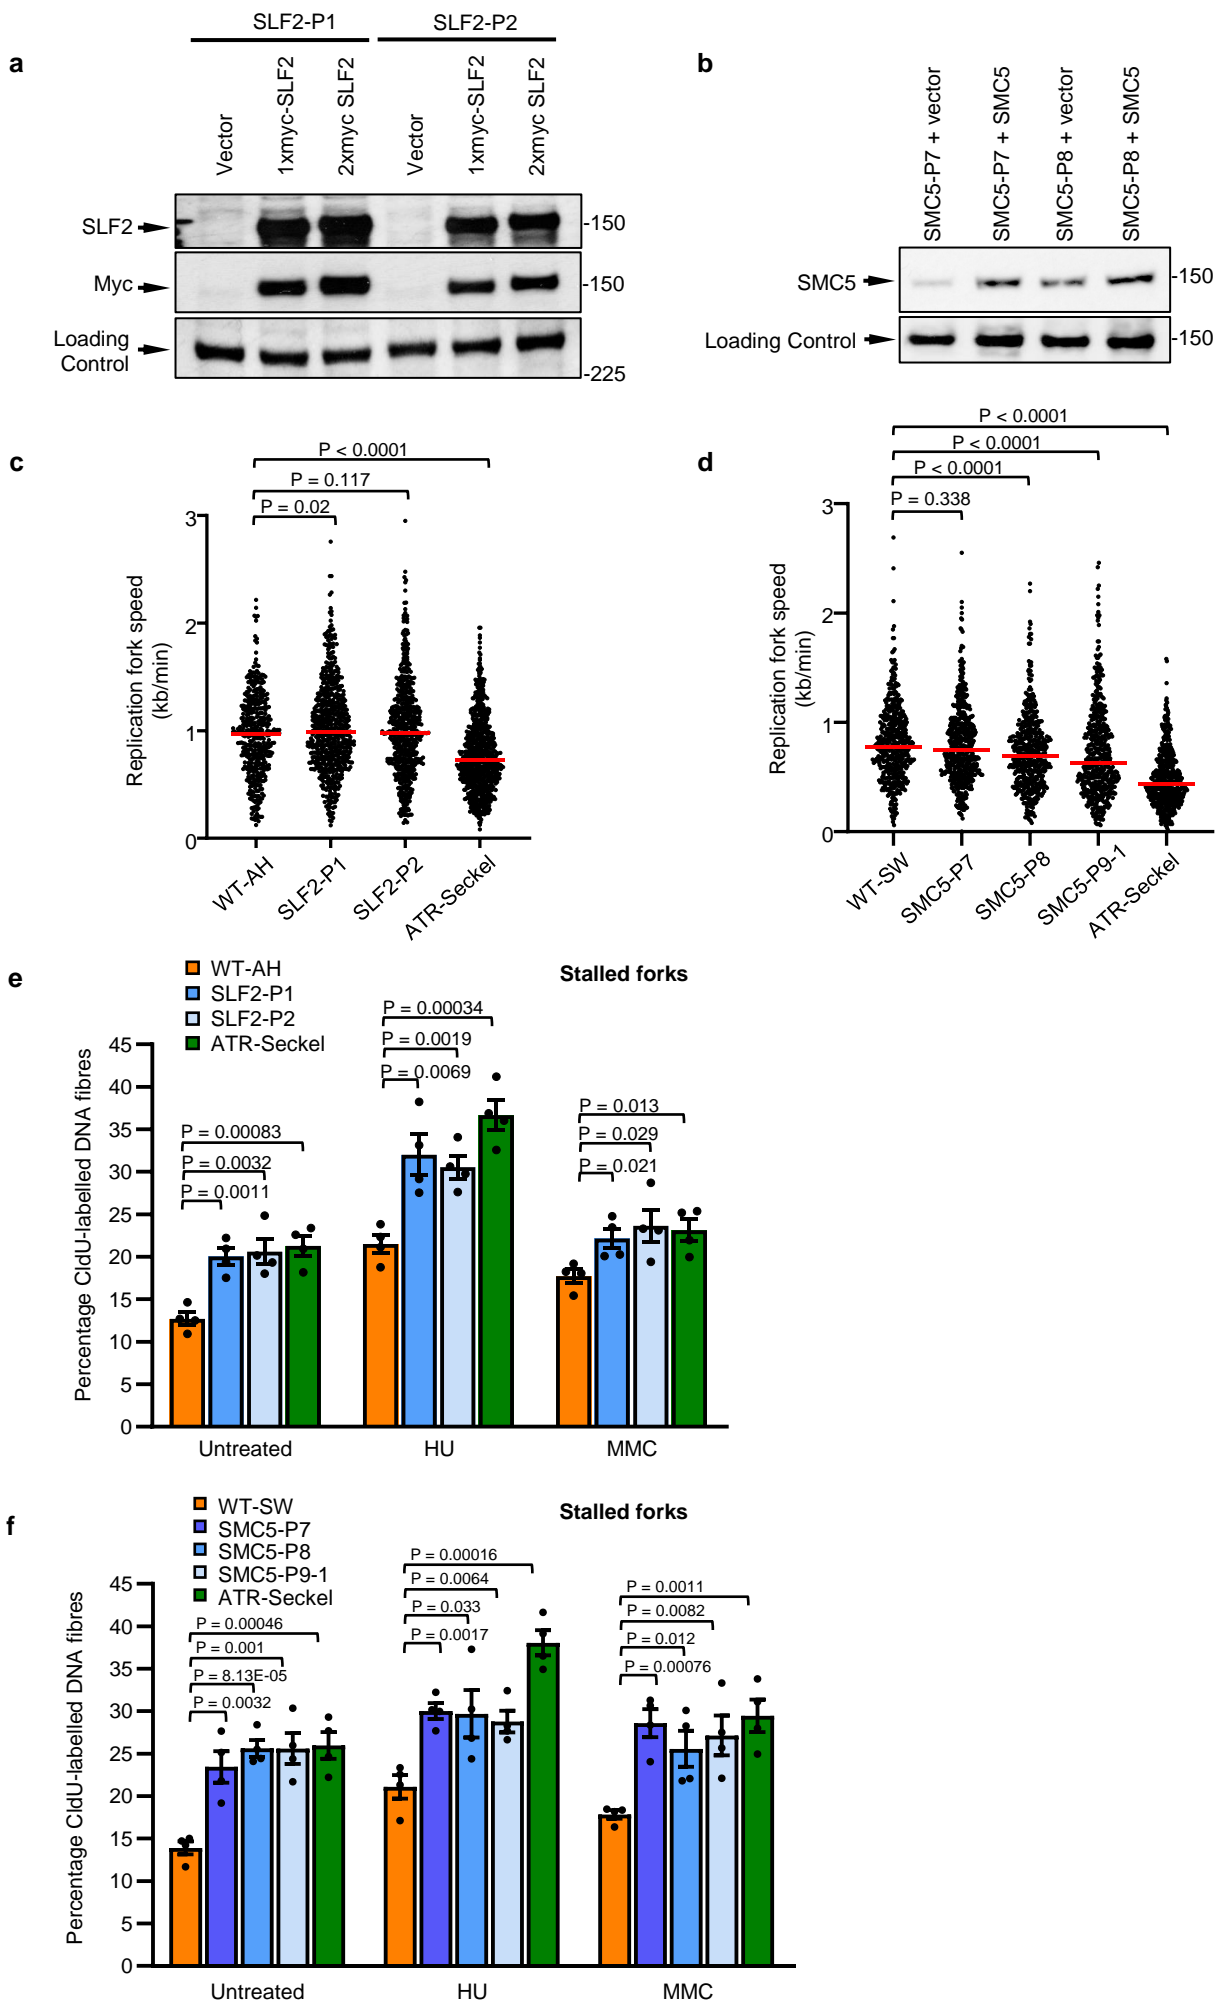 a
SLF2-P1
SLF2-P2
Vector
1xmyc-SLF2
2xmyc SLF2
Vector
1xmyc-SLF2
2xmyc SLF2
SLF2
-150
Myc
-150
Loading
Control
-225
b
SMC5-P7 + vector
SMC5-P7 + SMC5
SMC5-P8 + vector
SMC5-P8 + SMC5
SMC5
-150
Loading Control
-150
c
P < 0.0001
P = 0.117
P = 0.02
Replication fork speed
(kb/min)
3
2
1
0
WT-AH
SLF2-P1
SLF2-P2
ATR-Seckel
d
P < 0.0001
P < 0.0001
P < 0.0001
P = 0.338
Replication fork speed
(kb/min)
3
2
1
0
WT-SW
SMC5-P7
SMC5-P8
SMC5-P9-1
ATR-Seckel
e
WT-AH
SLF2-P1
SLF2-P2
ATR-Seckel
Stalled forks
Percentage CldU-labelled DNA fibres
45
40
35
30
25
20
15
10
5
0
P = 0.00083
P = 0.0032
P = 0.0011
P = 0.00034
P = 0.0019
P = 0.0069
P = 0.013
P = 0.029
P = 0.021
Untreated
HU
MMC
f
WT-SW
SMC5-P7
SMC5-P8
SMC5-P9-1
ATR-Seckel
Stalled forks
Percentage CldU-labelled DNA fibres
45
40
35
30
25
20
15
10
5
0
P = 0.00046
P = 0.001
P = 8.13E-05
P = 0.0032
P = 0.00016
P = 0.0064
P = 0.033
P = 0.0017
P = 0.0011
P = 0.0082
P = 0.012
P = 0.00076
Untreated
HU
MMC